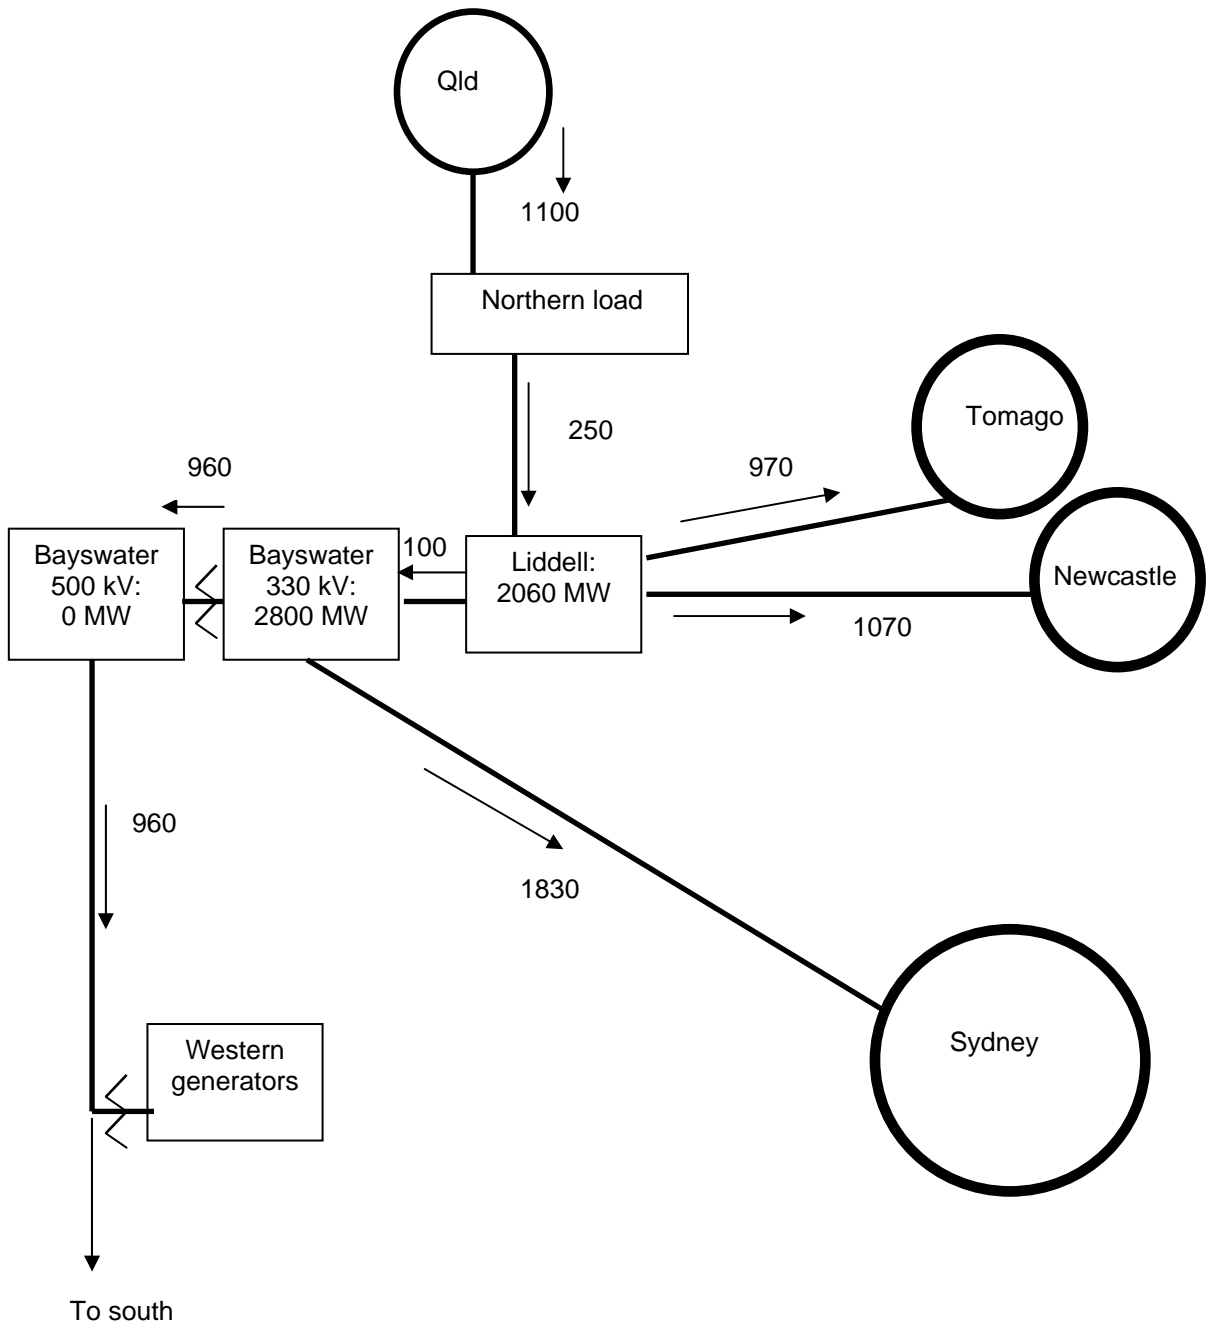 Qld
1100
Northern load
250
Tomago
970
960
Newcastle
Bayswater
500 kV:
0 MW
Bayswater
330 kV:
2800 MW
100
Liddell:
2060 MW
1070
960
1830
Western
generators
Sydney
To south